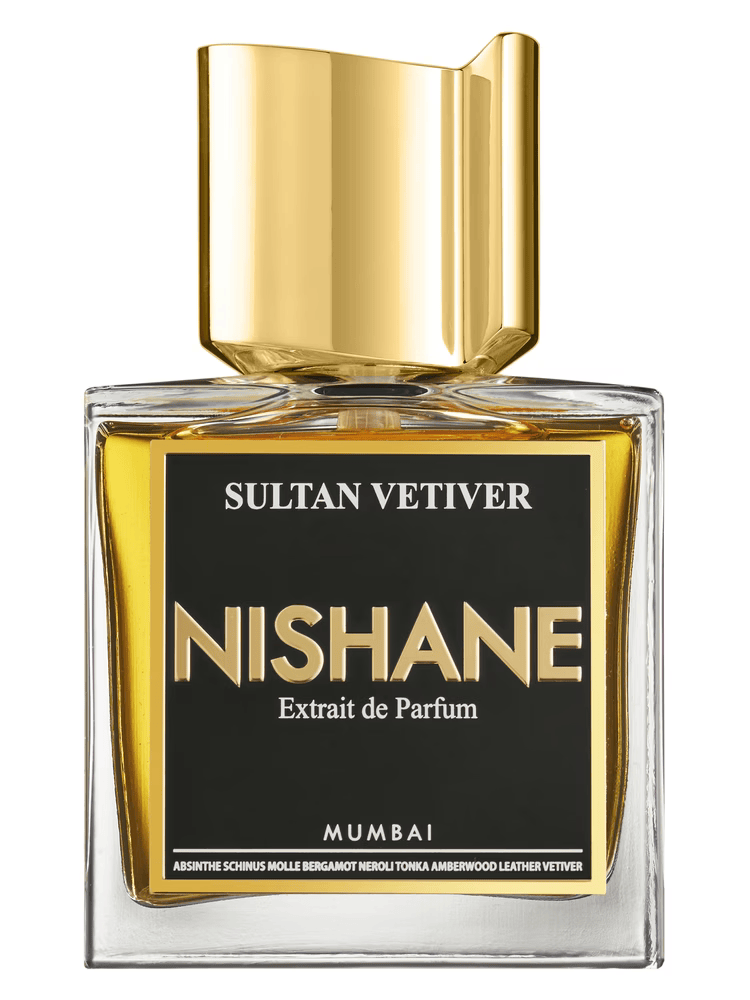 SULTAN VETIVER
NISHANE
Extrait de Parfum
MUMBAI
ABSINTHE SCHINUS MOLLE BERGAMOT NEROLI TONKA AMBERWOOD LEATHER VETIVER